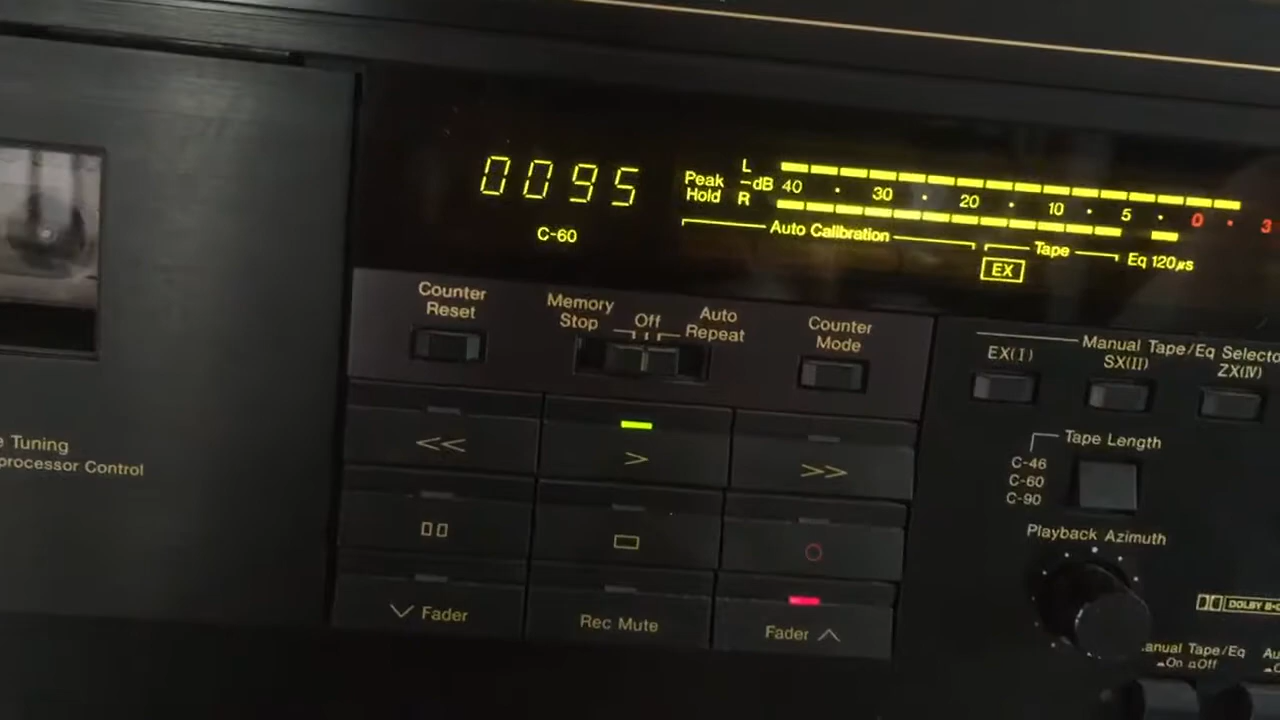 0095
C-60
Peak Hold
L
-dB
R
40 · 30 · 20 · 10 · 5 · 0 · 3
Auto Calibration
Tape
EX
Eq 120µs
Counter Reset
Memory Stop
Off
Auto Repeat
Counter Mode
Manual Tape/Eq
EX(I)
SX(II)
ZX(IV)
<<
>
>>
Tuning
processor Control
Tape Length
C-46
C-60
C-90
Playback Azimuth
DOLBY
Fader
Rec Mute
Fader
Tape/Eq
On Off